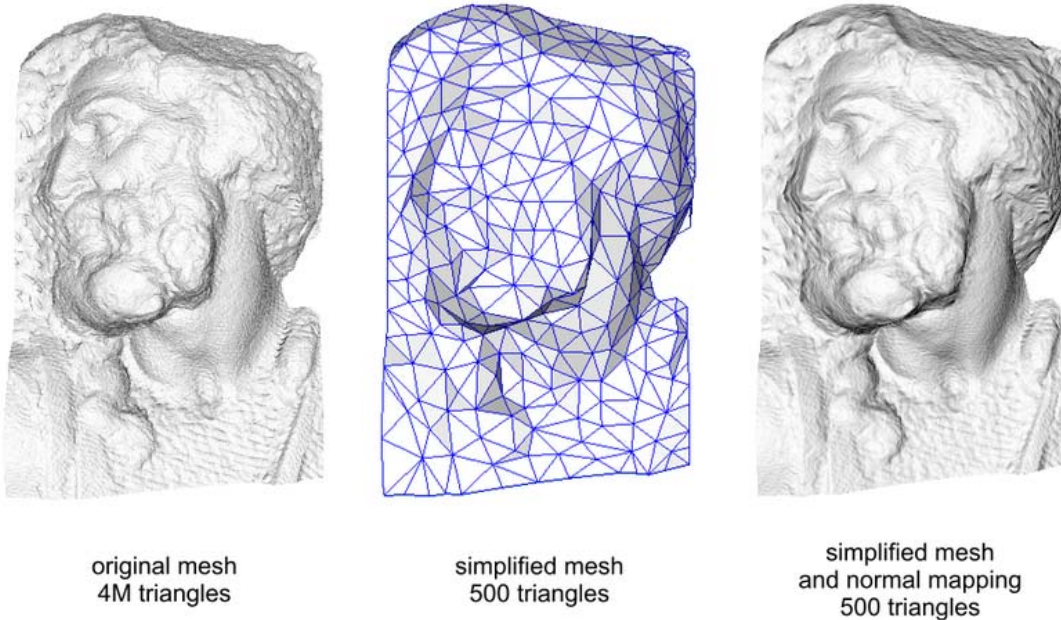 original mesh
4M triangles
simplified mesh
500 triangles
simplified mesh
and normal mapping
500 triangles